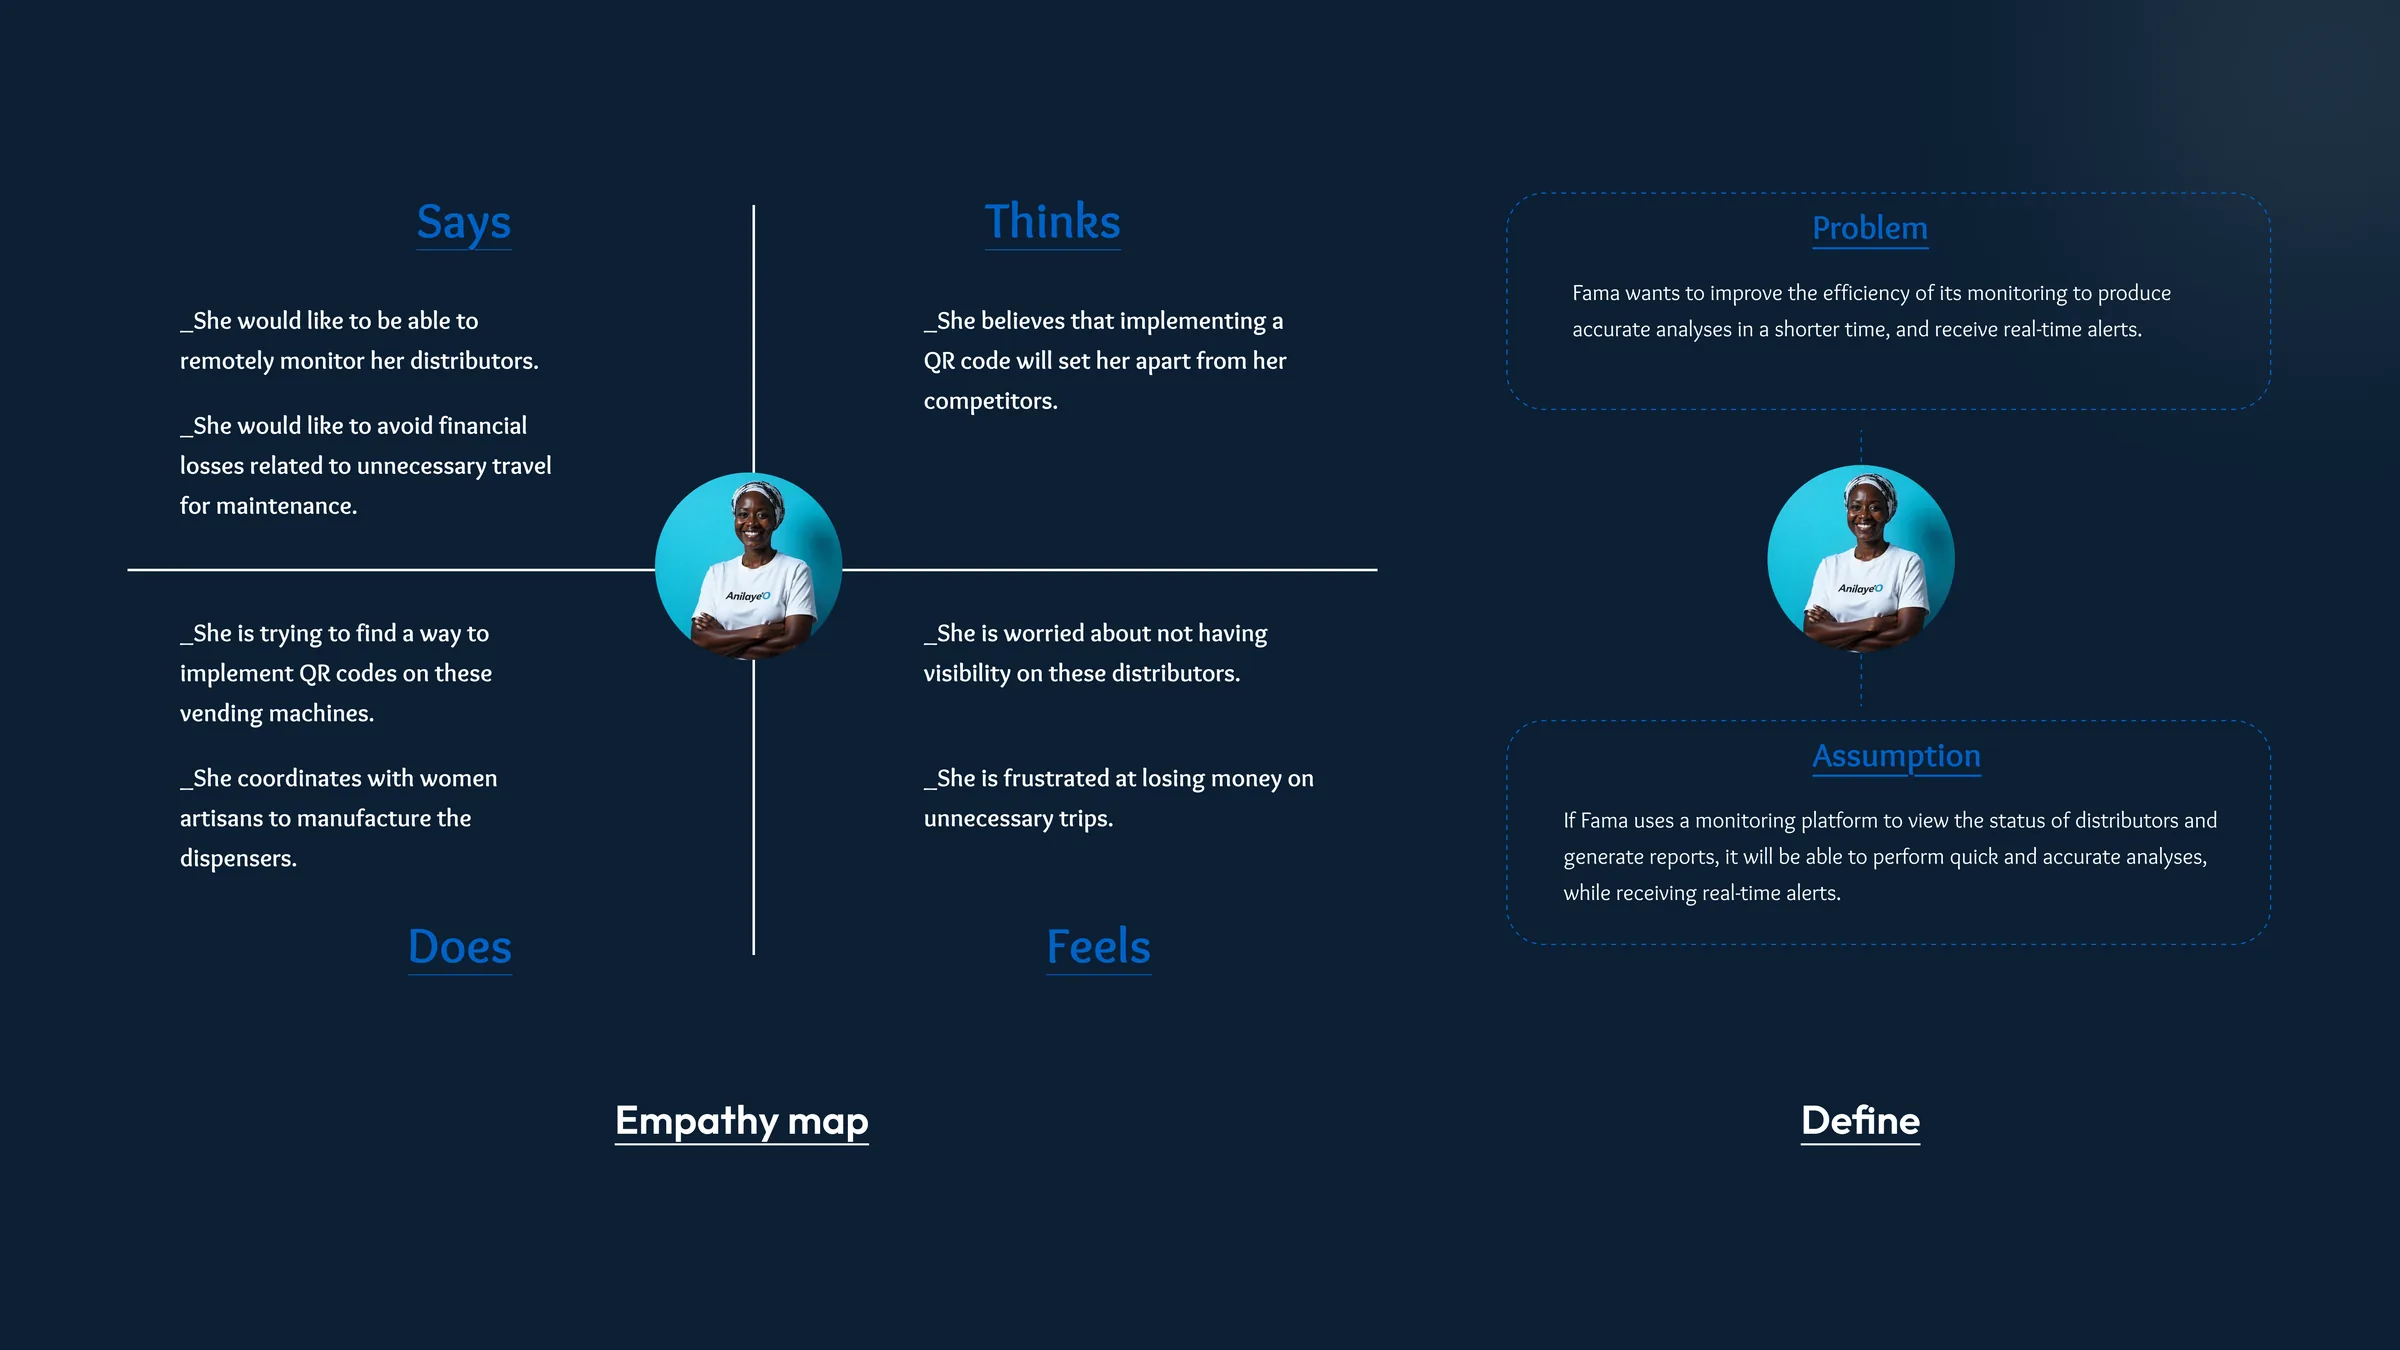 Says
_She would like to be able to
remotely monitor her distributors.
_She would like to avoid financial
losses related to unnecessary travel
for maintenance.
Thinks
_She believes that implementing a
QR code will set her apart from her
competitors.
Anilaye'O
_She is trying to find a way to
implement QR codes on these
vending machines.
_She coordinates with women
artisans to manufacture the
dispensers.
Does
_She is worried about not having
visibility on these distributors.
_She is frustrated at losing money on
unnecessary trips.
Feels
Empathy map
Problem
Fama wants to improve the efficiency of its monitoring to produce
accurate analyses in a shorter time, and receive real-time alerts.
Anilaye'O
Assumption
If Fama uses a monitoring platform to view the status of distributors and
generate reports, it will be able to perform quick and accurate analyses,
while receiving real-time alerts.
Define